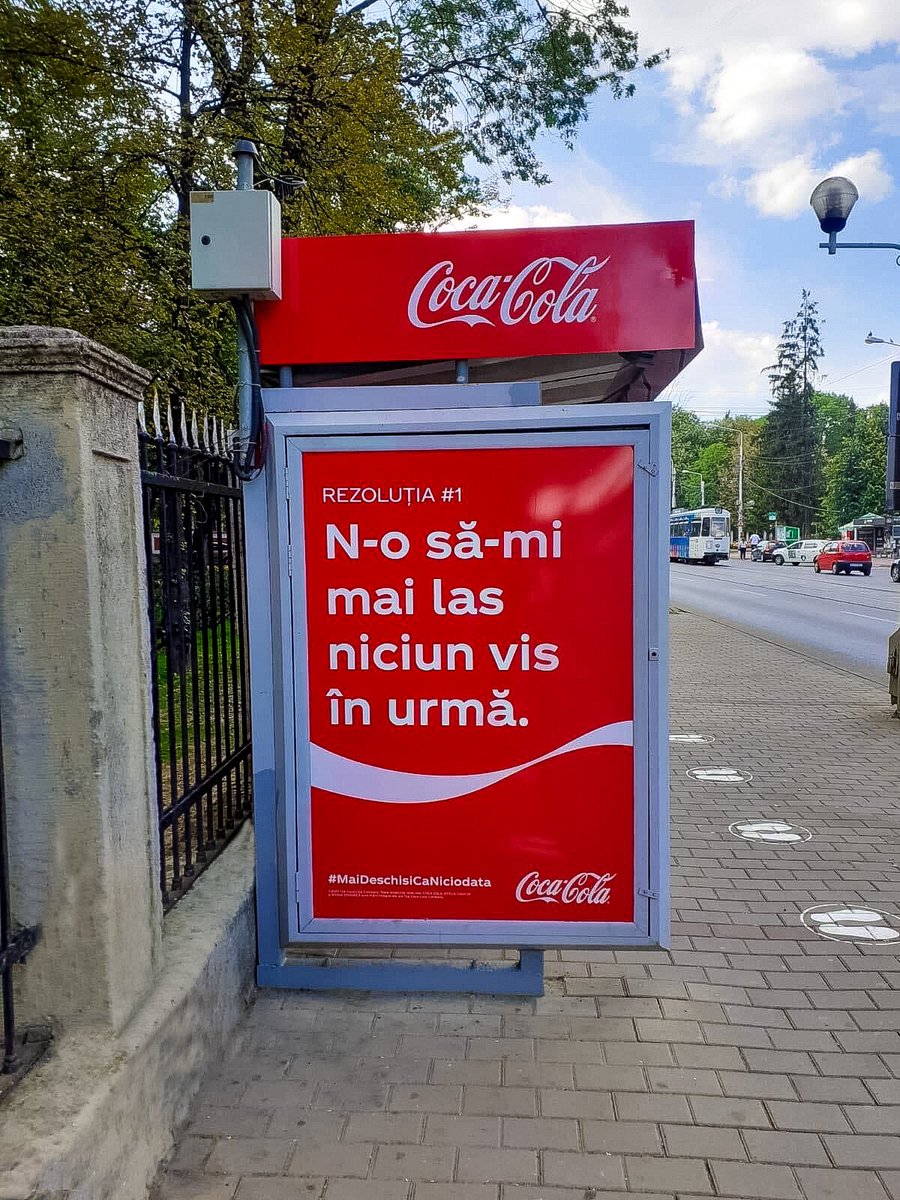 Coca-Cola
REZOLUȚIA #1
N-o să-mi
mai las
niciun vis
în urmă.
#MaiDeschisiCaNiciodata
Coca-Cola